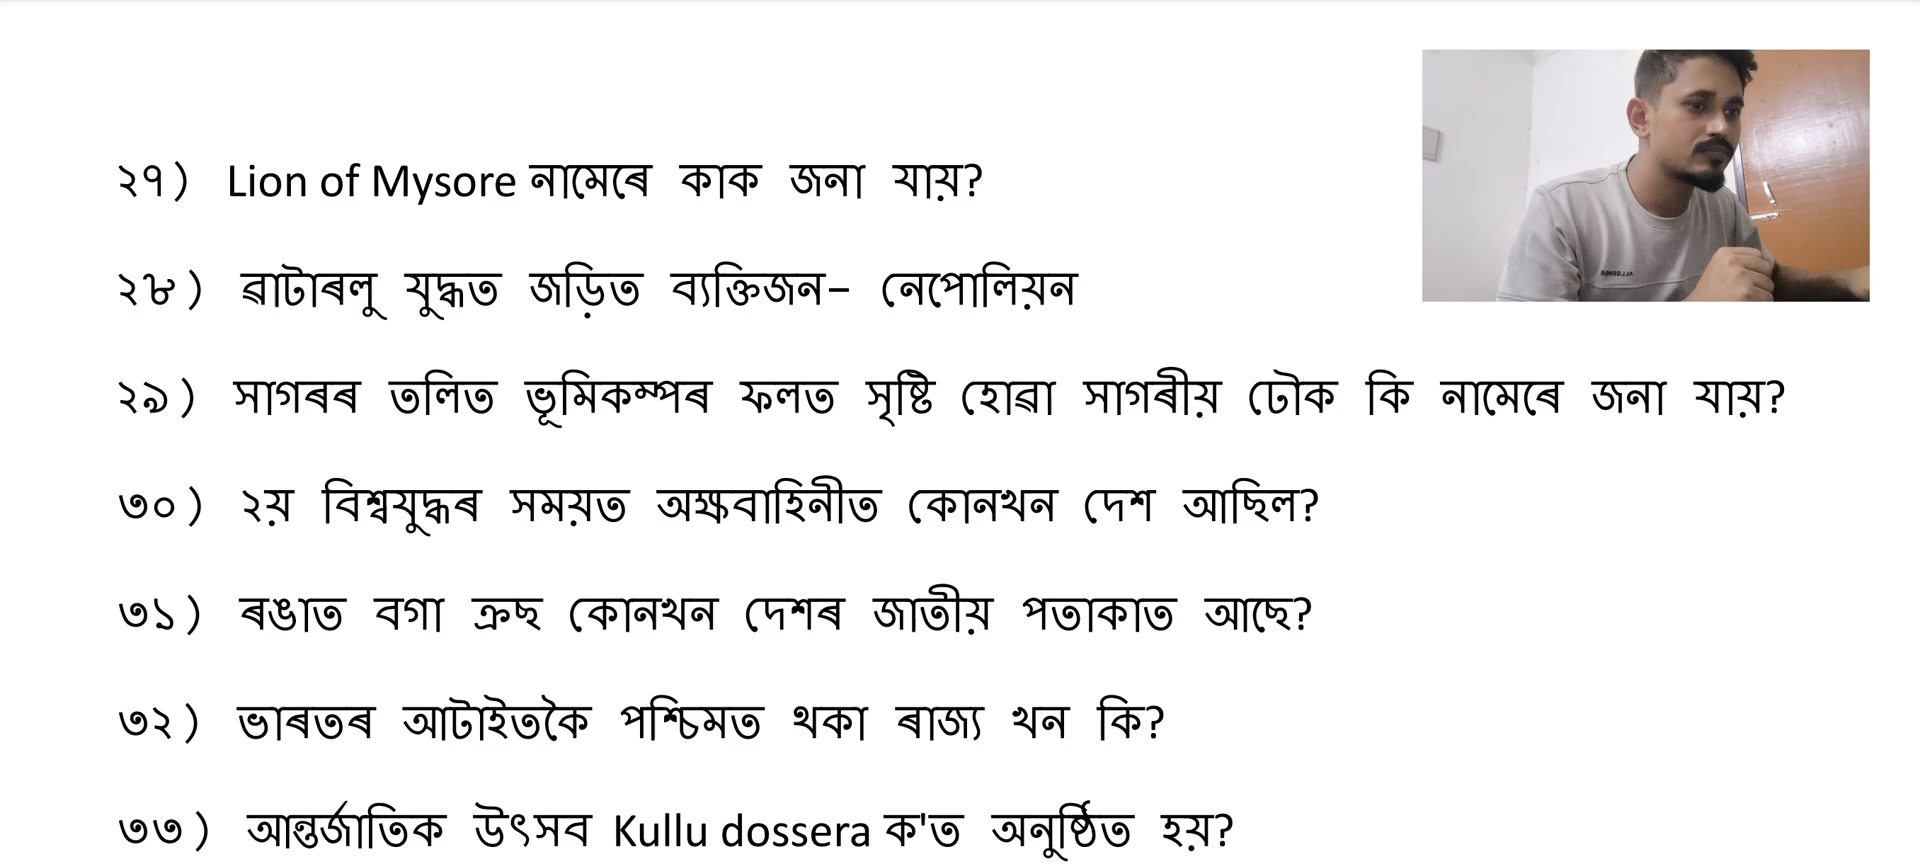 ২৭) Lion of Mysore নামেৰে কাক জনা যায়?
২৮) ৱাটাৰলু যুদ্ধত জড়িত ব্যক্তিজন– নেপোলিয়ন
২৯) সাগৰৰ তলিত ভূমিকম্পৰ ফলত সৃষ্টি হোৱা সাগৰীয় ঢৌক কি নামেৰে জনা যায়?
৩০) ২য় বিশ্বযুদ্ধৰ সময়ত অক্ষবাহিনীত কোনখন দেশ আছিল?
৩১) ৰঙাত বগা ক্ৰছ কোনখন দেশৰ জাতীয় পতাকাত আছে?
৩২) ভাৰতৰ আটাইতকৈ পশ্চিমত থকা ৰাজ্য খন কি?
৩৩) আন্তৰ্জাতিক উৎসব Kullu dossera ক'ত অনুষ্ঠিত হয়?